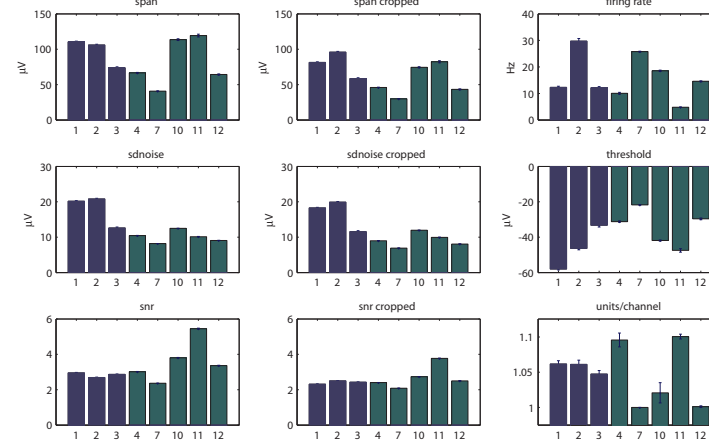 span
span cropped
firing rate
150
100
50
0
µV
1 2 3 4 7 10 11 12
150
100
50
0
µV
1 2 3 4 7 10 11 12
40
30
20
10
0
Hz
1 2 3 4 7 10 11 12
sdnoise
sdnoise cropped
threshold
30
20
10
0
µV
1 2 3 4 7 10 11 12
30
20
10
0
µV
1 2 3 4 7 10 11 12
0
-20
-40
-60
µV
1 2 3 4 7 10 11 12
snr
snr cropped
units/channel
6
4
2
0
1 2 3 4 7 10 11 12
6
4
2
0
1 2 3 4 7 10 11 12
1.1
1.05
1
1 2 3 4 7 10 11 12